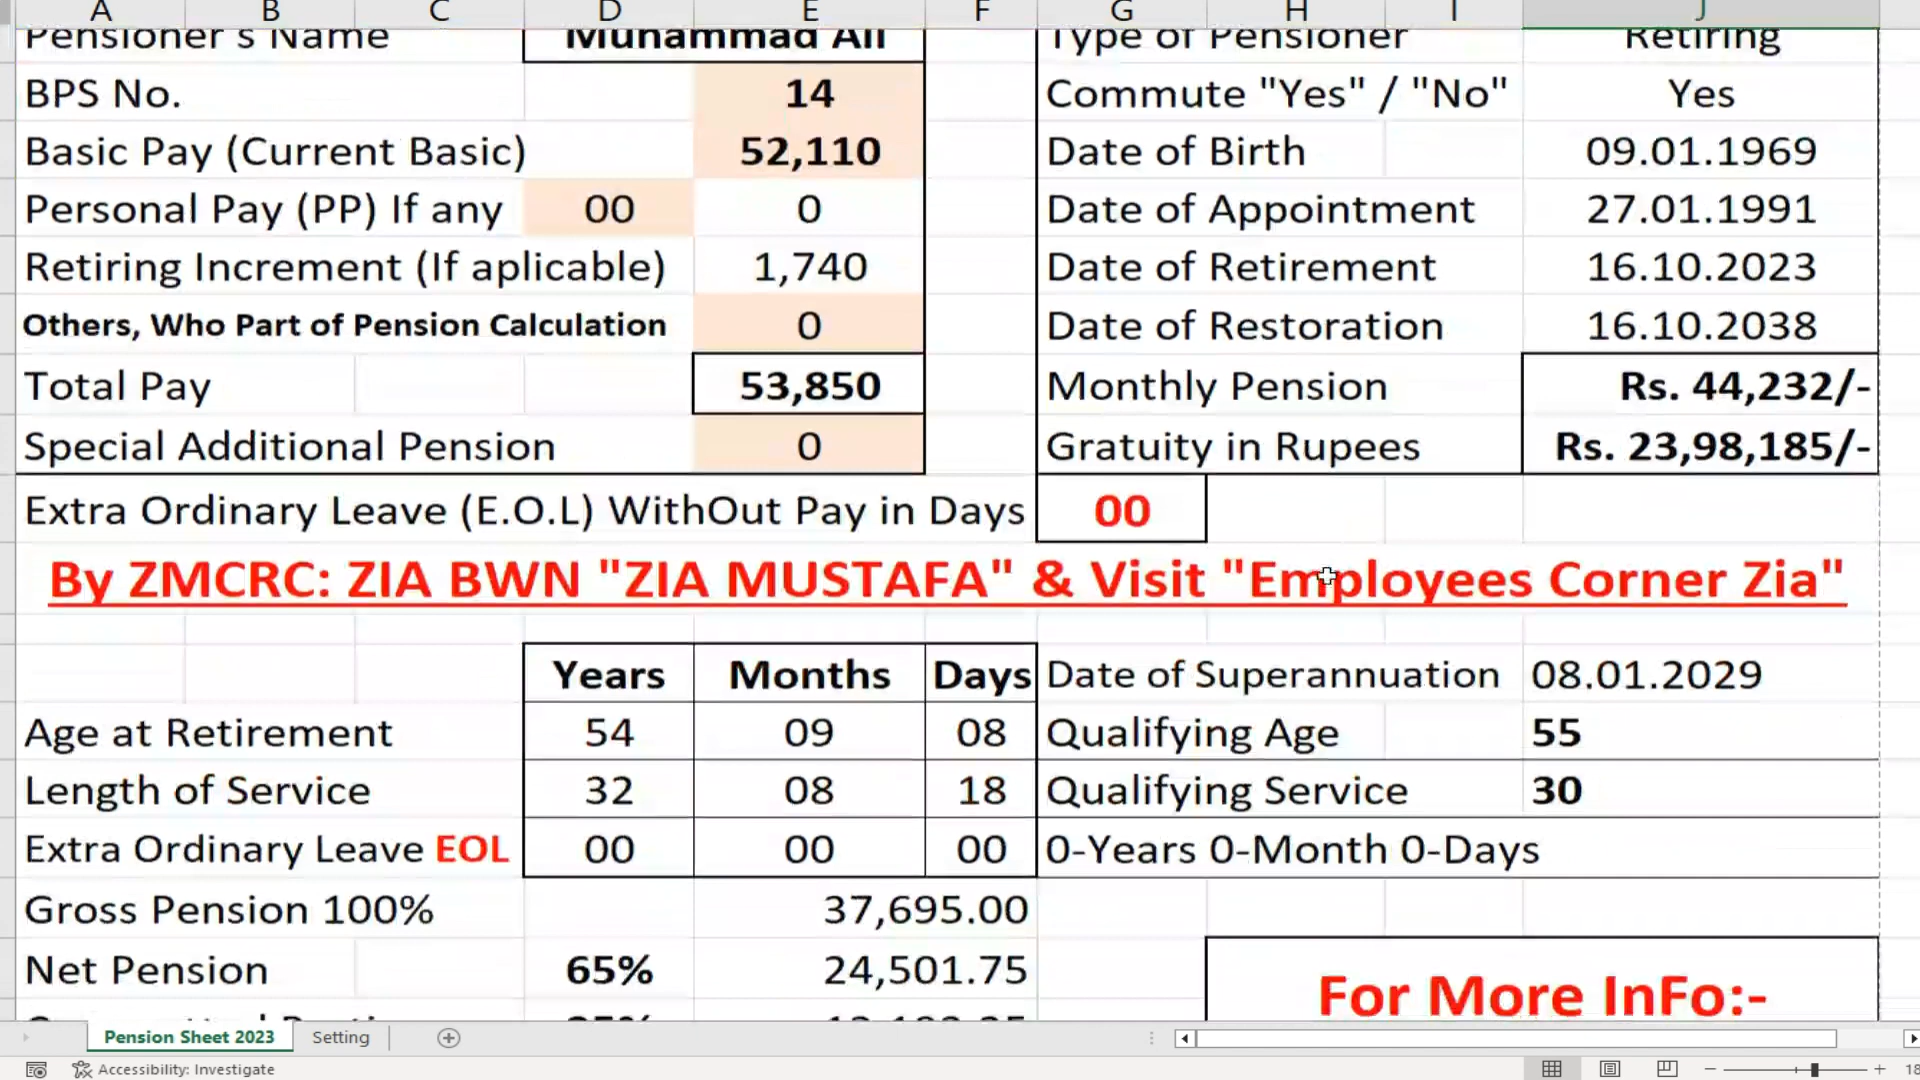 A B C D E F G H I J
Pensioner's Name Muhammad Ali Type of Pensioner Retiring
BPS No. 14 Commute "Yes" / "No" Yes
Basic Pay (Current Basic) 52,110 Date of Birth 09.01.1969
Personal Pay (PP) If any 00 0 Date of Appointment 27.01.1991
Retiring Increment (If aplicable) 1,740 Date of Retirement 16.10.2023
Others, Who Part of Pension Calculation 0 Date of Restoration 16.10.2038
Total Pay 53,850 Monthly Pension Rs. 44,232/-
Special Additional Pension 0 Gratuity in Rupees Rs. 23,98,185/-
Extra Ordinary Leave (E.O.L) WithOut Pay in Days 00
By ZMCRC: ZIA BWN "ZIA MUSTAFA" & Visit "Employees Corner Zia"
Years Months Days Date of Superannuation 08.01.2029
Age at Retirement 54 09 08 Qualifying Age 55
Length of Service 32 08 18 Qualifying Service 30
Extra Ordinary Leave EOL 00 00 00 0-Years 0-Month 0-Days
Gross Pension 100% 37,695.00
Net Pension 65% 24,501.75
For More InFo:-
Pension Sheet 2023 Setting
Accessibility: Investigate